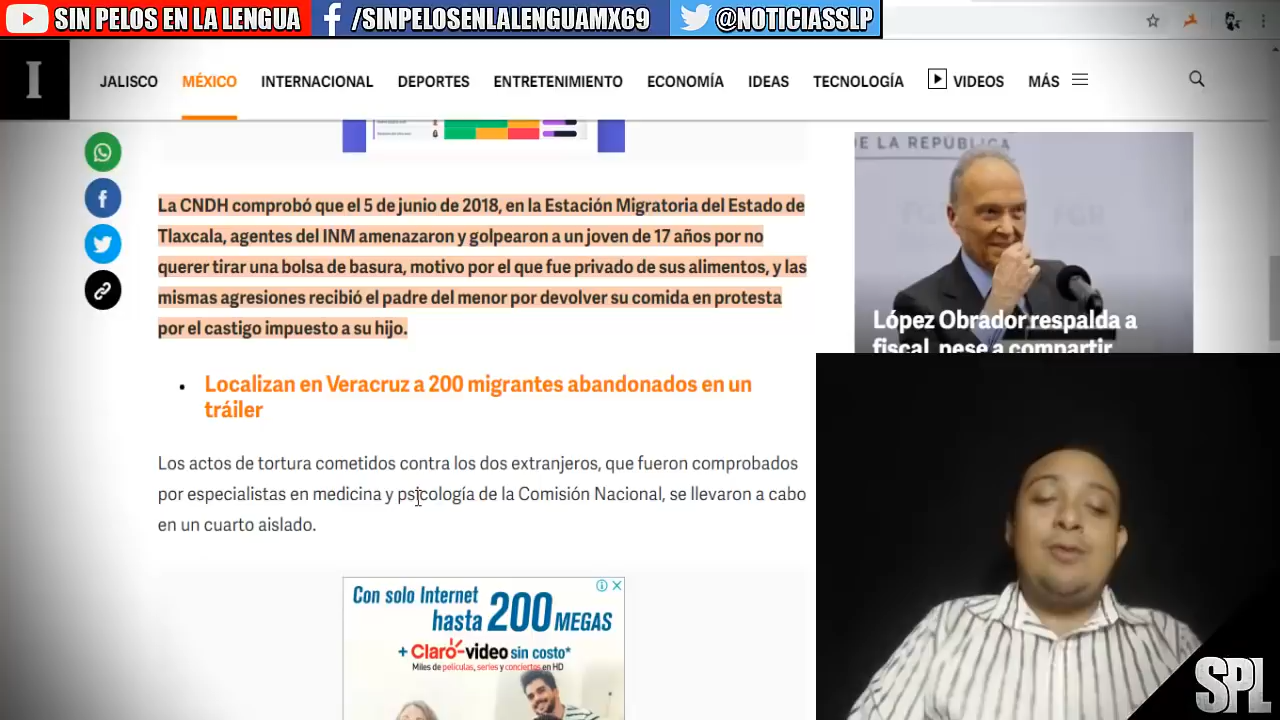 SIN PELOS EN LA LENGUA
/SINPELOSENLALENGUAMX69
@NOTICIASSLP
I
JALISCO
MÉXICO
INTERNACIONAL
DEPORTES
ENTRETENIMIENTO
ECONOMÍA
IDEAS
TECNOLOGÍA
VIDEOS
MÁS
DE LA REPÚBLICA
La CNDH comprobó que el 5 de junio de 2018, en la Estación Migratoria del Estado de
Tlaxcala, agentes del INM amenazaron y golpearon a un joven de 17 años por no
querer tirar una bolsa de basura, motivo por el que fue privado de sus alimentos, y las
mismas agresiones recibió el padre del menor por devolver su comida en protesta
por el castigo impuesto a su hijo.
López Obrador respalda a
fiscal, pese a compartir
Localizan en Veracruz a 200 migrantes abandonados en un
tráiler
Los actos de tortura cometidos contra los dos extranjeros, que fueron comprobados
por especialistas en medicina y psicología de la Comisión Nacional, se llevaron a cabo
en un cuarto aislado.
Con solo Internet
hasta 200 MEGAS
+ Claro-video sin costo*
Miles de películas, series y conciertos en HD
SPL